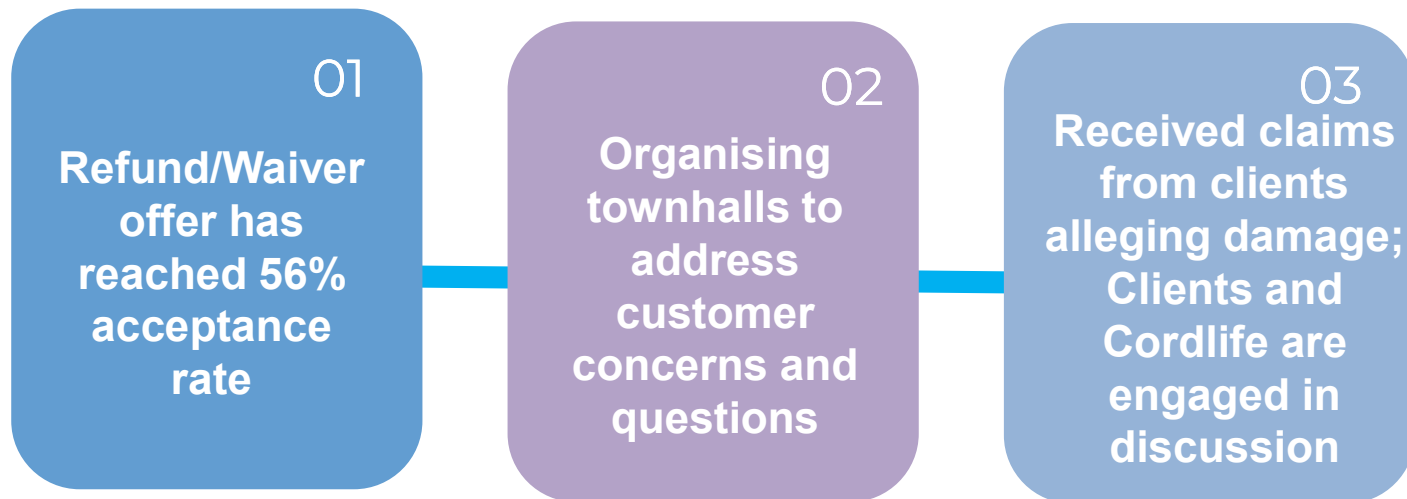 01
Refund/Waiver
offer has
reached 56%
acceptance
rate
02
Organising
townhalls to
address
customer
concerns and
questions
03
Received claims
from clients
alleging damage;
Clients and
Cordlife are
engaged in
discussion